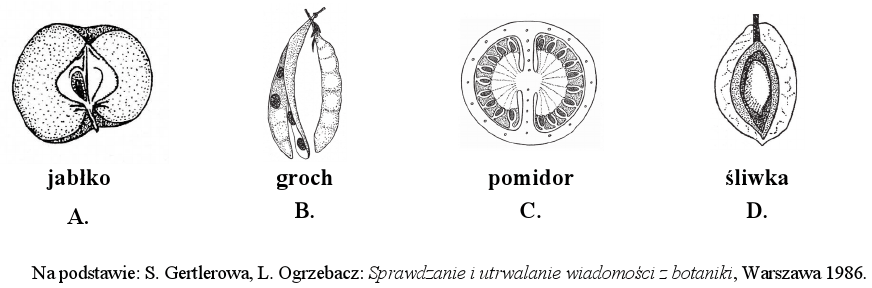 jabłko groch pomidor śliwka
A. B. C. D.
Na podstawie: S. Gertlerowa, L. Ogrzebacz: Sprawdzanie i utrwalanie wiadomości z botaniki, Warszawa 1986.